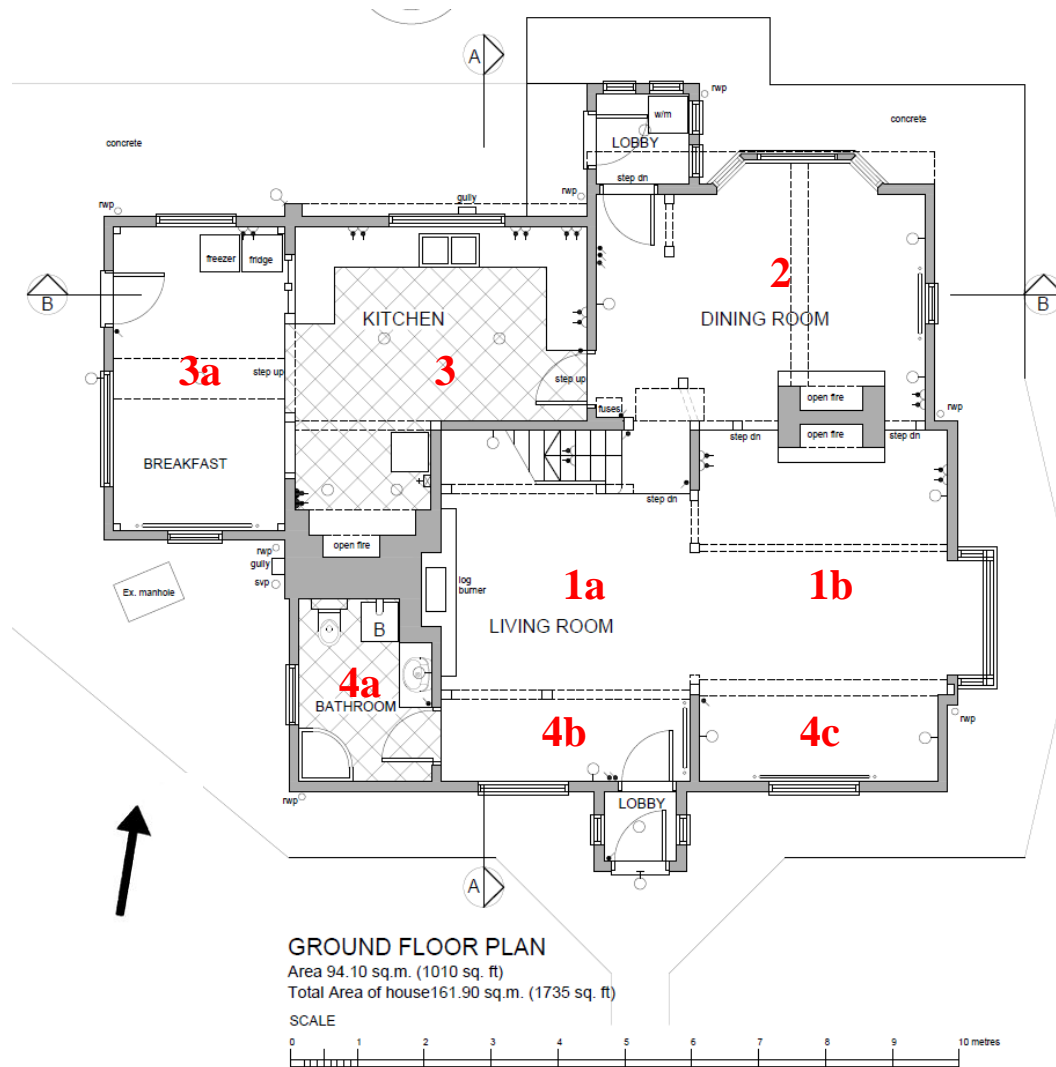 A
rwp
w/m
concrete
concrete
LOBBY
step dn
gully
rwp
rwp
freezer
fridge
2
B
B
KITCHEN
DINING ROOM
3a
3
step up
step up
open fire
fuses
rwp
open fire
step dn
step dn
BREAKFAST
step dn
open fire
rwp
gully
svp
Ex. manhole
log
burner
1a
1b
B
LIVING ROOM
4a
BATHROOM
rwp
4b
4c
rwp
LOBBY
A
GROUND FLOOR PLAN
Area 94.10 sq.m. (1010 sq. ft)
Total Area of house161.90 sq.m. (1735 sq. ft)
SCALE
0 1 2 3 4 5 6 7 8 9 10 metres